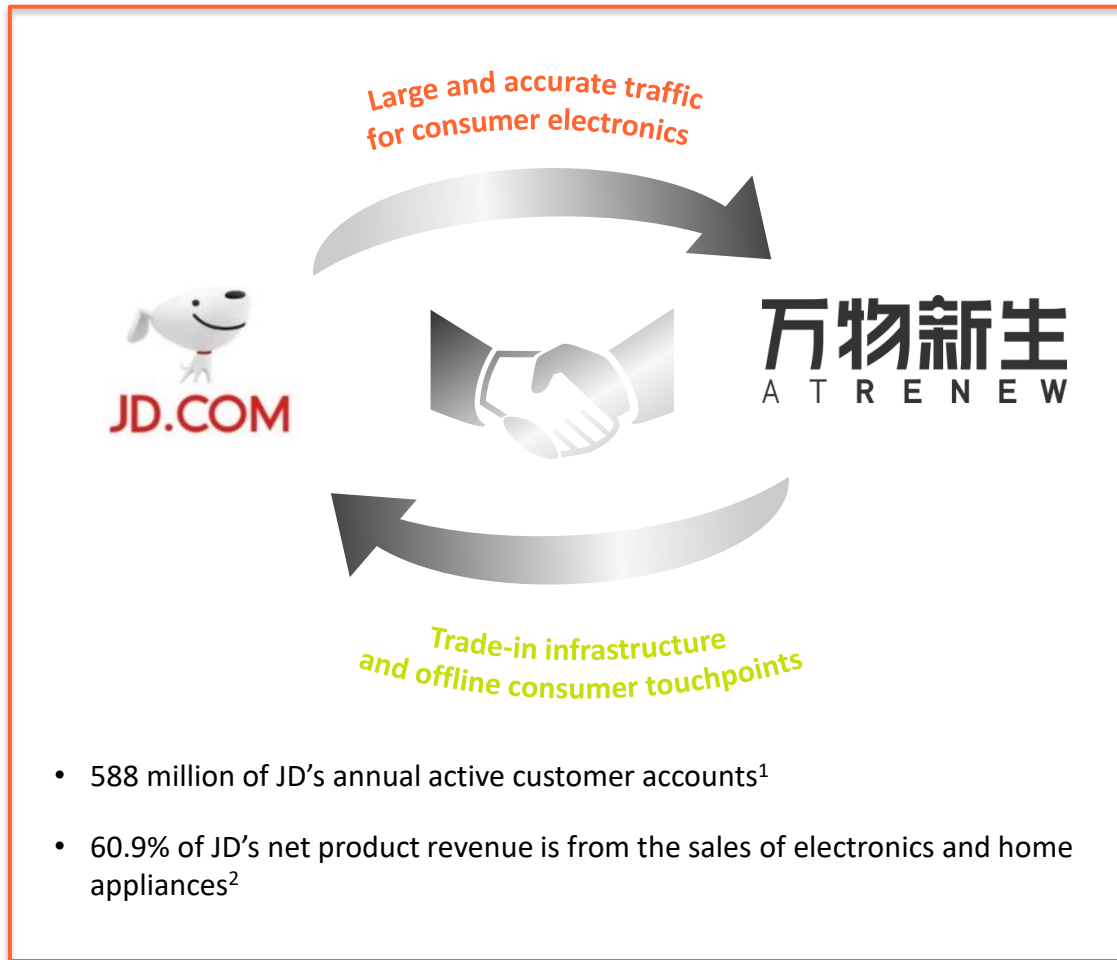 Large and accurate traffic
for consumer electronics
JD.COM
万物新生
ATRENEW
Trade-in infrastructure
and offline consumer touchpoints
• 588 million of JD’s annual active customer accounts1
• 60.9% of JD’s net product revenue is from the sales of electronics and home
appliances2